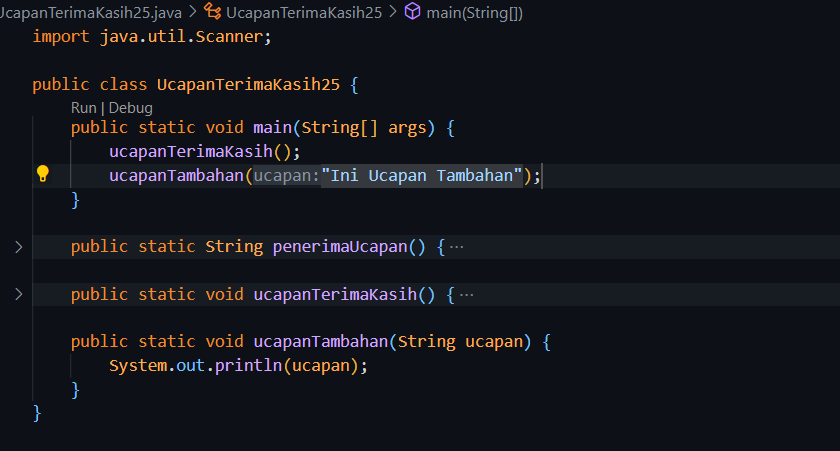 UcapanTerimaKasih25.java > UcapanTerimaKasih25 > main(String[])
import java.util.Scanner;
public class UcapanTerimaKasih25 {
Run | Debug
public static void main(String[] args) {
ucapanTerimaKasih();
ucapanTambahan(ucapan:"Ini Ucapan Tambahan");
}
public static String penerimaUcapan() { ···
public static void ucapanTerimaKasih() { ···
public static void ucapanTambahan(String ucapan) {
System.out.println(ucapan);
}
}